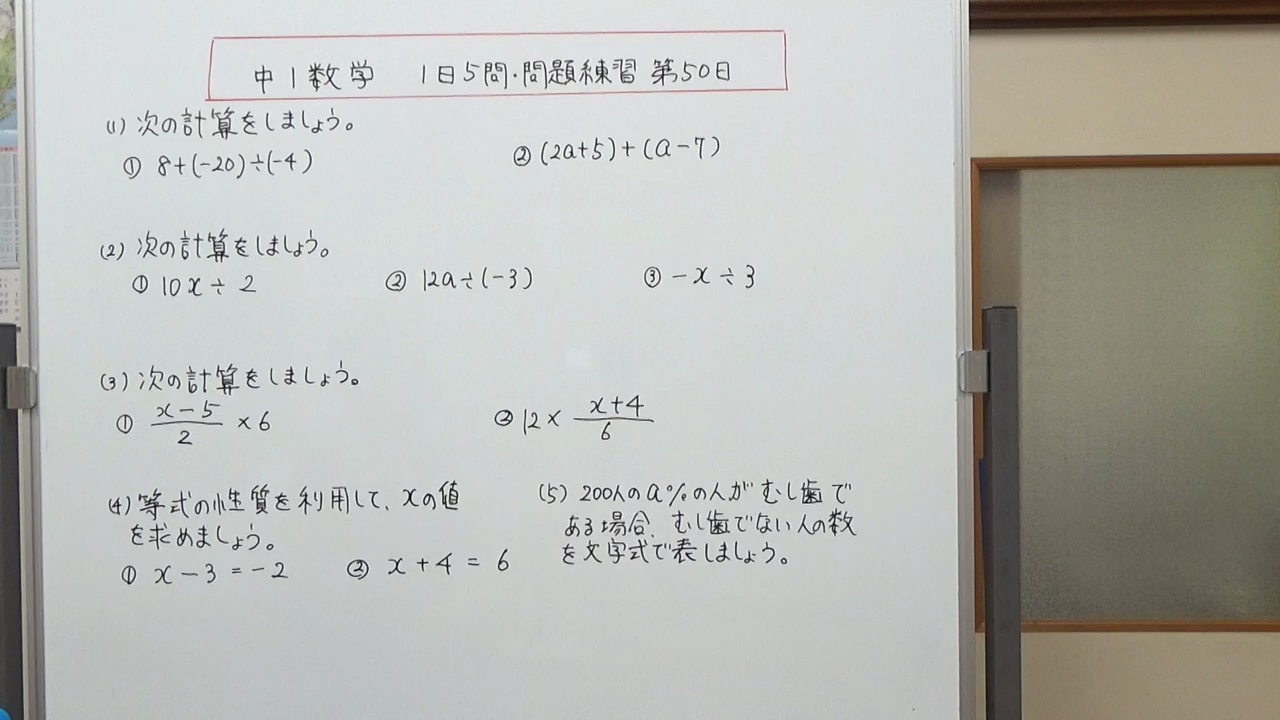 中1数学 1日5問・問題練習 第50日
(1) 次の計算をしましょう。
① 8+(-20)÷(-4) ② (2a+5)+(a-7)
(2) 次の計算をしましょう。
① 10x÷2 ② 12a÷(-3) ③ -x÷3
(3) 次の計算をしましょう。
① \frac{x-5}{2} ×6 ② 12× \frac{x+4}{6}
(4) 等式の性質を利用して、xの値
を求めましょう。
① x-3=-2 ② x+4=6
(5) 200人のa%の人がむし歯で
ある場合、むし歯でない人の数
を文字式で表しましょう。